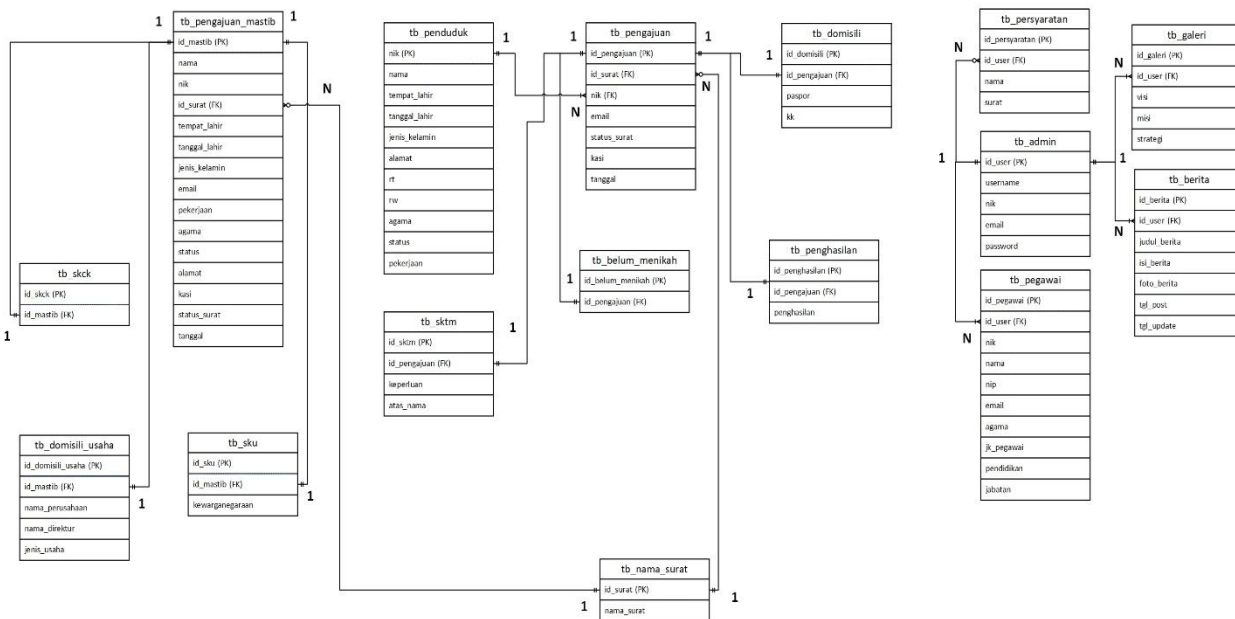 tb_pengajuan_mastib
id_mastib (PK)
nama
nik
id_surat (FK)
tempat_lahir
tanggal_lahir
jenis_kelamin
email
pekerjaan
agama
status
alamat
kasi
status_surat
tanggal
1
1
N
tb_skck
id_skck (PK)
id_mastib (FK)
1
tb_domisili_usaha
id_domisili_usaha (PK)
id_mastib (FK)
nama_perusahaan
nama_direktur
jenis_usaha
1
tb_sku
id_sku (PK)
id_mastib (FK)
kewarganegaraan
1
tb_penduduk
nik (PK)
nama
tempat_lahir
tanggal_lahir
jenis_kelamin
alamat
rt
rw
agama
status
pekerjaan
1
N
tb_sktm
id_sktm (PK)
id_pengajuan (FK)
keperluan
atas_nama
1
tb_pengajuan
id_pengajuan (PK)
id_surat (FK)
nik (FK)
email
status_surat
kasi
tanggal
1
1
N
tb_belum_menikah
id_belum_menikah (PK)
id_pengajuan (FK)
1
tb_domisili
id_domisili (PK)
id_pengajuan (FK)
paspor
kk
1
tb_penghasilan
id_penghasilan (PK)
id_pengajuan (FK)
penghasilan
1
tb_nama_surat
id_surat (PK)
nama_surat
1
1
tb_persyaratan
id_persyaratan (PK)
id_user (FK)
nama
surat
N
tb_admin
id_user (PK)
username
nik
email
password
1
1
tb_pegawai
id_pegawai (PK)
id_user (FK)
nik
nama
nip
email
agama
jk_pegawai
pendidikan
jabatan
N
tb_galeri
id_galeri (PK)
id_user (FK)
visi
misi
strategi
N
tb_berita
id_berita (PK)
id_user (FK)
judul_berita
isi_berita
foto_berita
tgl_post
tgl_update
N